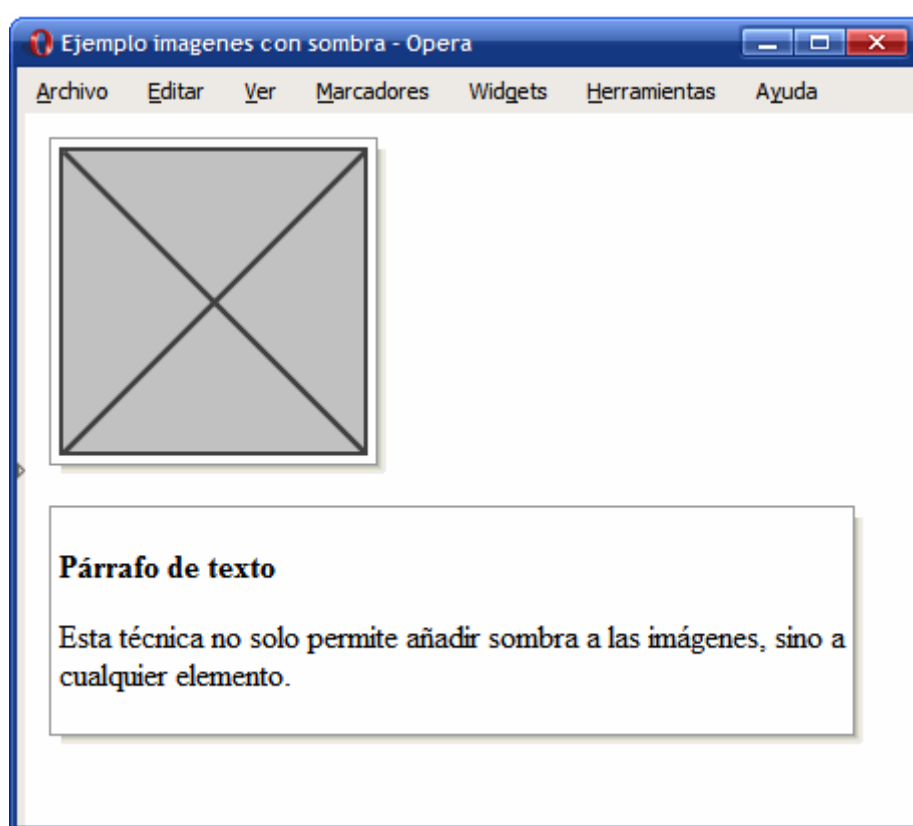 Ejemplo imagenes con sombra - Opera
Archivo Editar Ver Marcadores Widgets Herramientas Ayuda
Párrafo de texto
Esta técnica no solo permite añadir sombra a las imágenes, sino a
cualquier elemento.